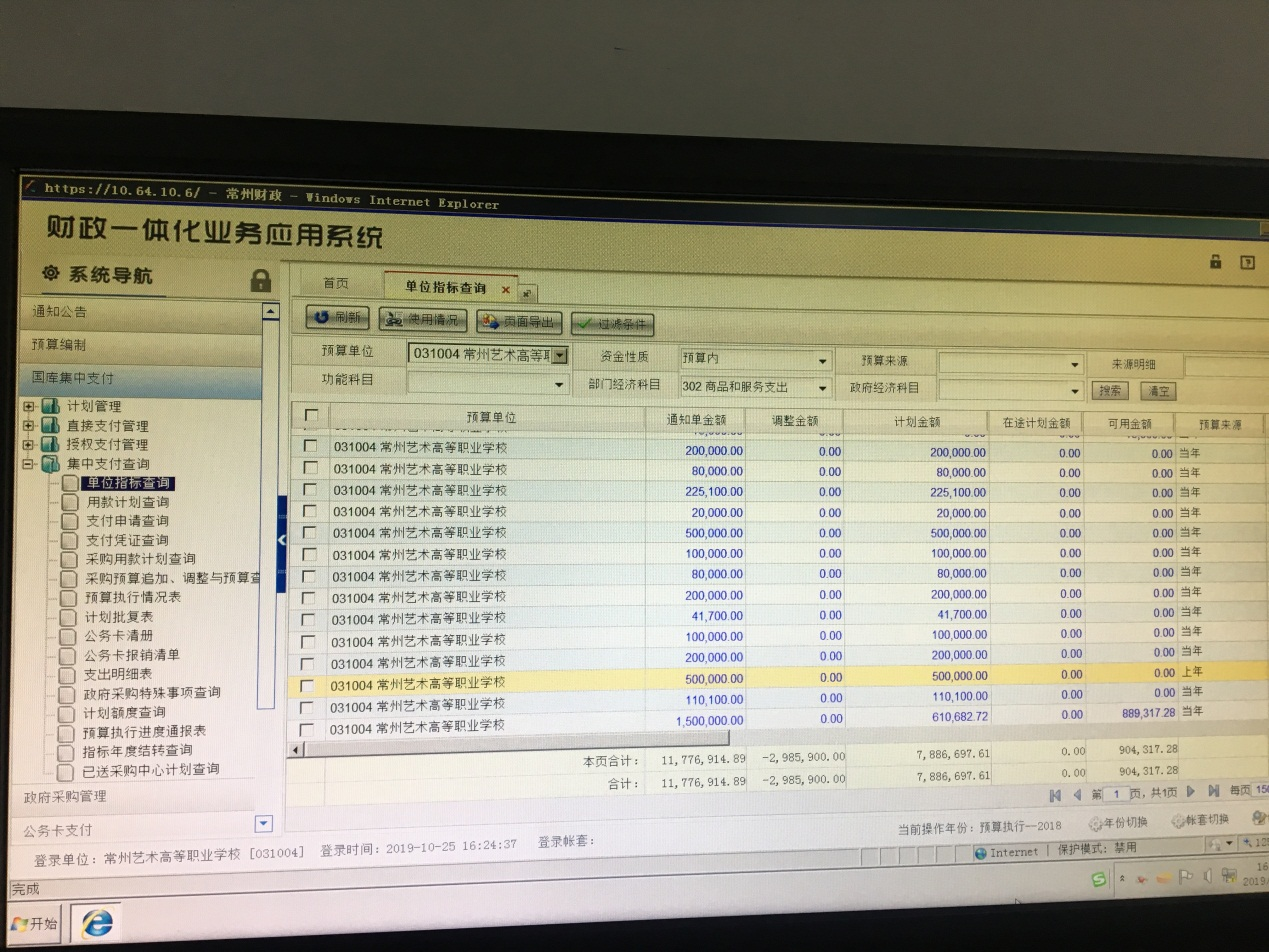 https://10.64.10.6/ - 常州财政 - Windows Internet Explorer
财政一体化业务应用系统
系统导航
首页 单位指标查询
通知公告
刷新 使用情况 页面导出 过滤条件
预算编制
预算单位 031004 常州艺术高等职 资金性质 预算内 预算来源 来源明细
国库集中支付
功能科目 部门经济科目 302 商品和服务支出 政府经济科目 搜索 清空
计划管理
直接支付管理
授权支付管理
集中支付查询
单位指标查询
用款计划查询
支付申请查询
支付凭证查询
采购用款计划查询
采购预算追加、调整与预算查
预算执行情况表
计划批复表
公务卡清册
公务卡报销清单
支出明细表
政府采购特殊事项查询
计划额度查询
预算执行进度通报表
指标年度结转查询
已送采购中心计划查询
政府采购管理
公务卡支付
预算单位 通知单金额 调整金额 计划金额 在途计划金额 可用金额 预算来源
031004 常州艺术高等职业学校 200,000.00 0.00 200,000.00 0.00 0.00 当年
031004 常州艺术高等职业学校 80,000.00 0.00 80,000.00 0.00 0.00 当年
031004 常州艺术高等职业学校 225,100.00 0.00 225,100.00 0.00 0.00 当年
031004 常州艺术高等职业学校 20,000.00 0.00 20,000.00 0.00 0.00 当年
031004 常州艺术高等职业学校 500,000.00 0.00 500,000.00 0.00 0.00 当年
031004 常州艺术高等职业学校 100,000.00 0.00 100,000.00 0.00 0.00 当年
031004 常州艺术高等职业学校 80,000.00 0.00 80,000.00 0.00 0.00 当年
031004 常州艺术高等职业学校 200,000.00 0.00 200,000.00 0.00 0.00 当年
031004 常州艺术高等职业学校 41,700.00 0.00 41,700.00 0.00 0.00 当年
031004 常州艺术高等职业学校 100,000.00 0.00 100,000.00 0.00 0.00 当年
031004 常州艺术高等职业学校 200,000.00 0.00 200,000.00 0.00 0.00 当年
031004 常州艺术高等职业学校 500,000.00 0.00 500,000.00 0.00 0.00 上年
031004 常州艺术高等职业学校 110,100.00 0.00 110,100.00 0.00 0.00 当年
031004 常州艺术高等职业学校 1,500,000.00 0.00 610,682.72 0.00 889,317.28 当年
本页合计： 11,776,914.89 -2,985,900.00 7,886,697.61 0.00 904,317.28
合计： 11,776,914.89 -2,985,900.00 7,886,697.61 0.00 904,317.28
第 1 页，共1页 每页 150
登录单位：常州艺术高等职业学校 [031004] 登录时间：2019-10-25 16:24:37 登录帐套： 当前操作年份：预算执行--2018 年份切换 帐套切换
完成 Internet | 保护模式：禁用
开始